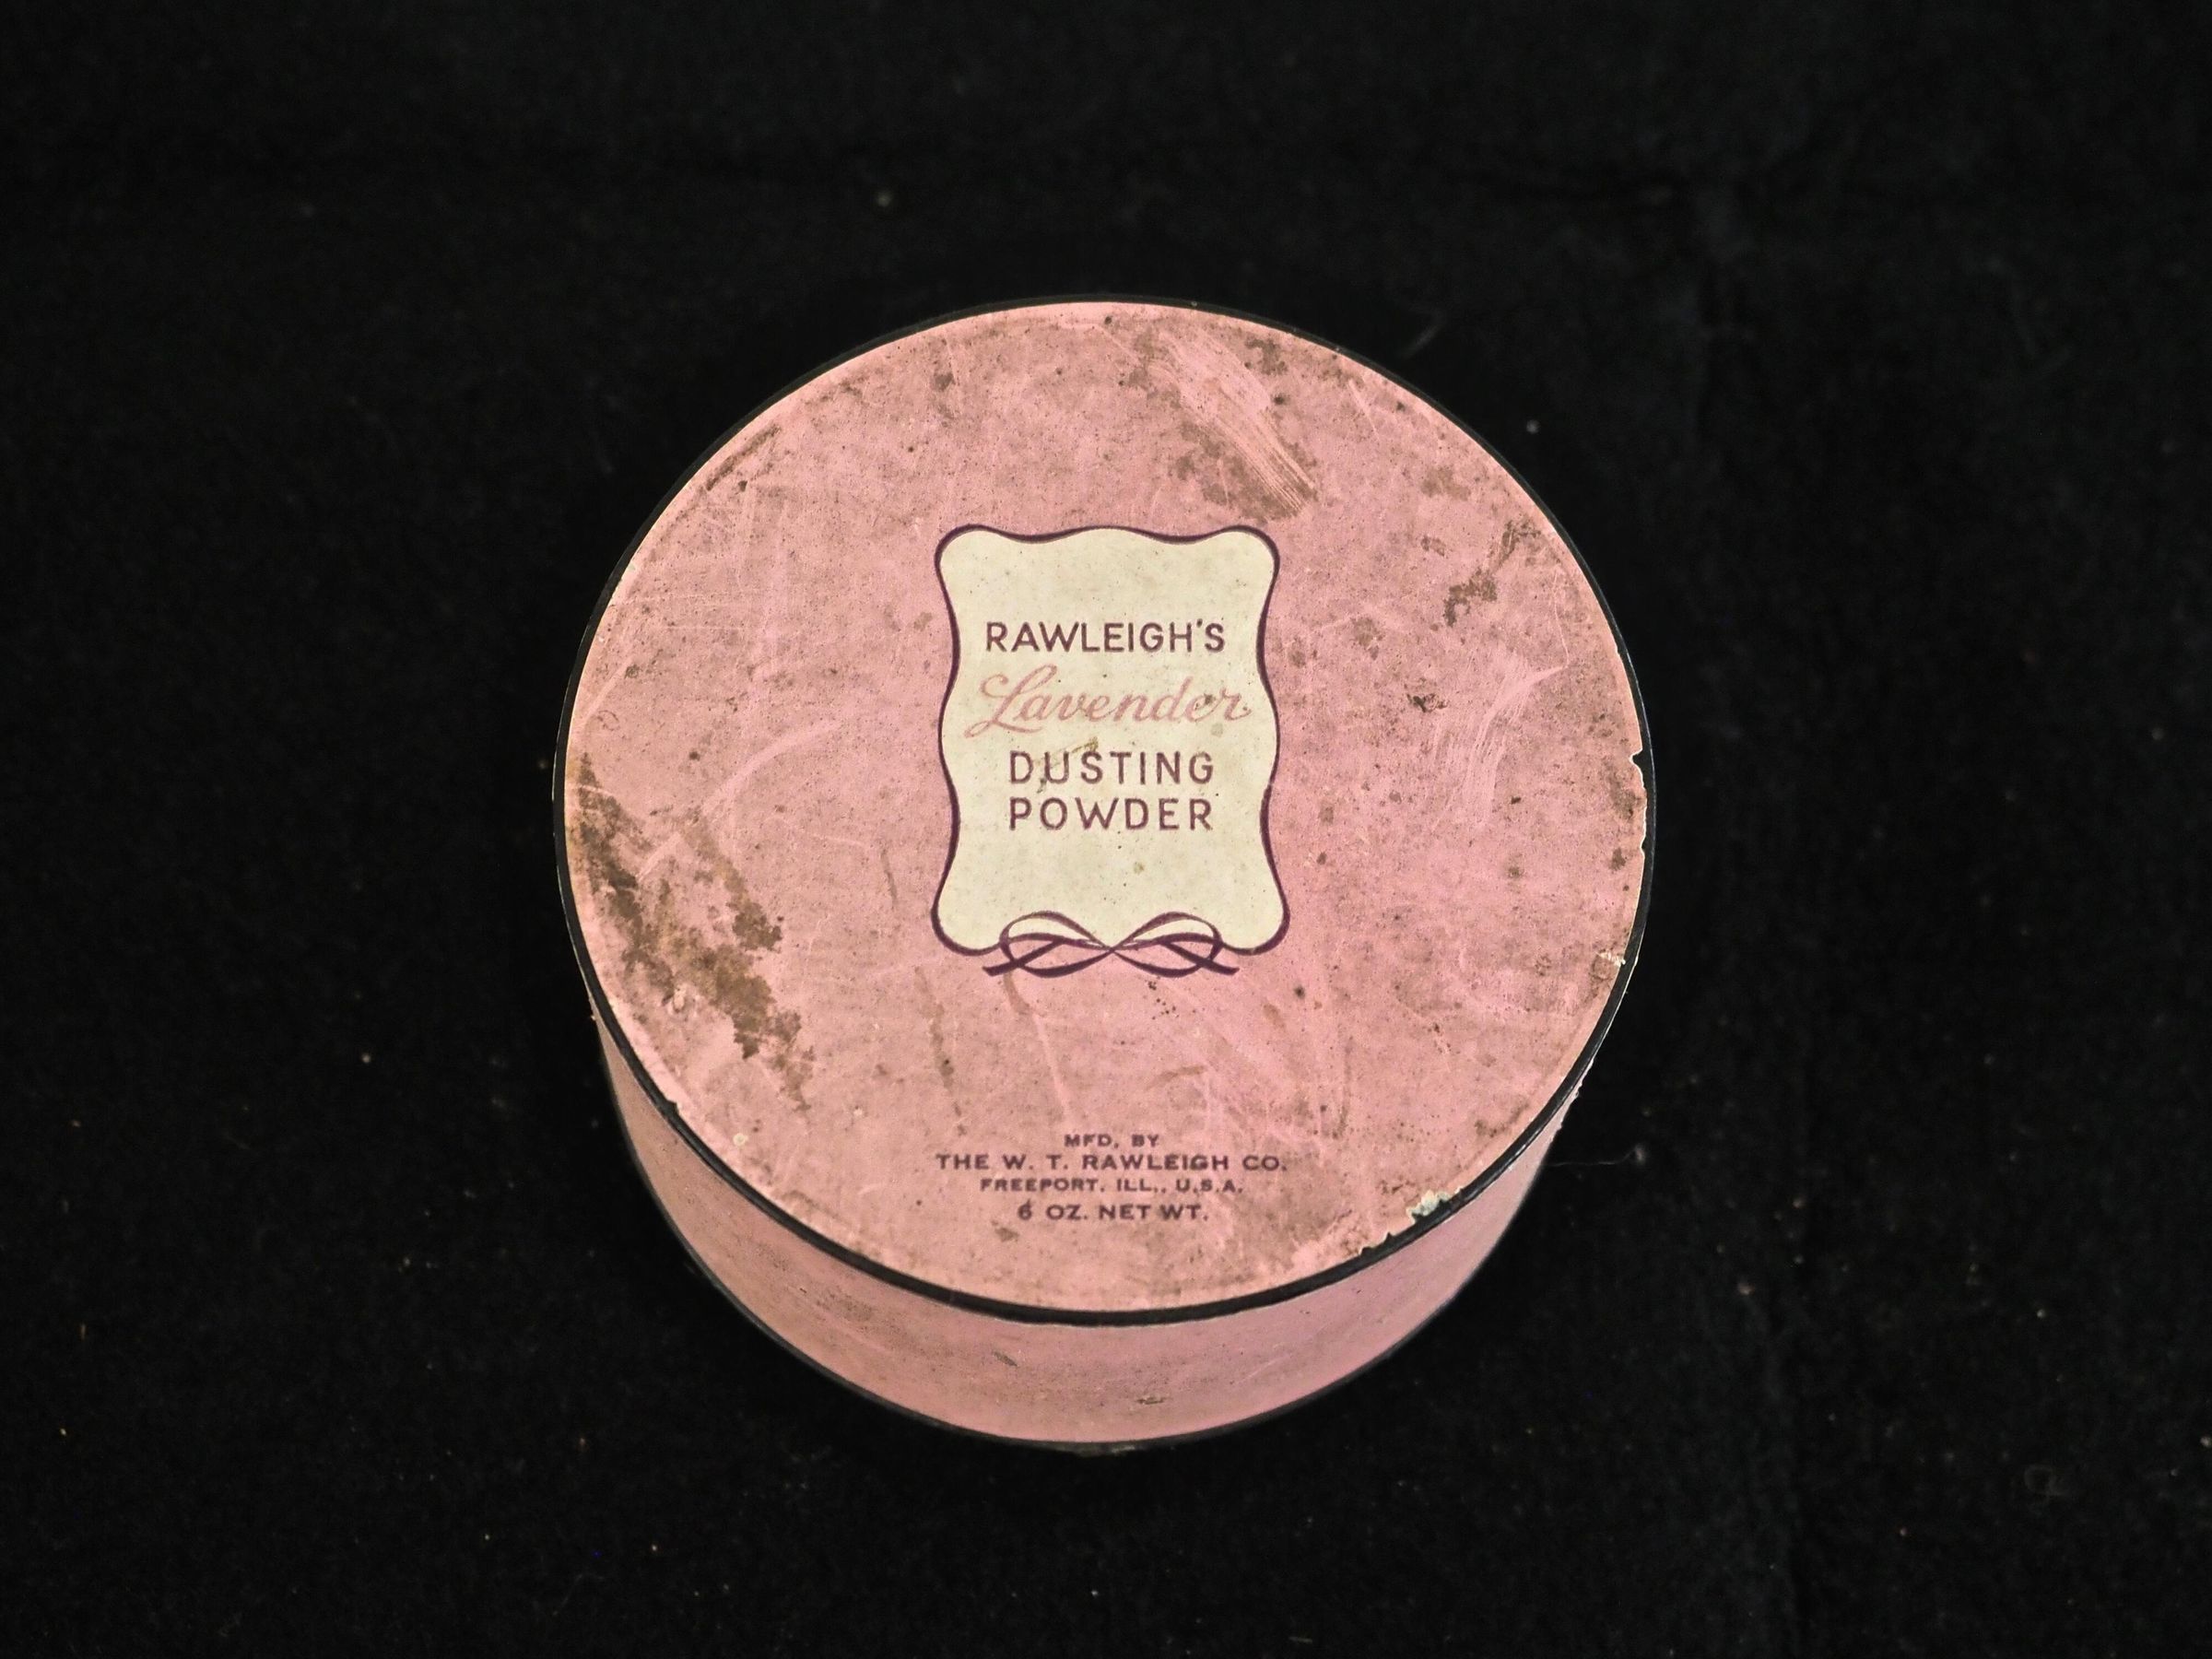 RAWLEIGH'S
Lavender
DUSTING
POWDER
MFD. BY
THE W. T. RAWLEIGH CO.
FREEPORT. ILL., U.S.A.
6 OZ. NET WT.